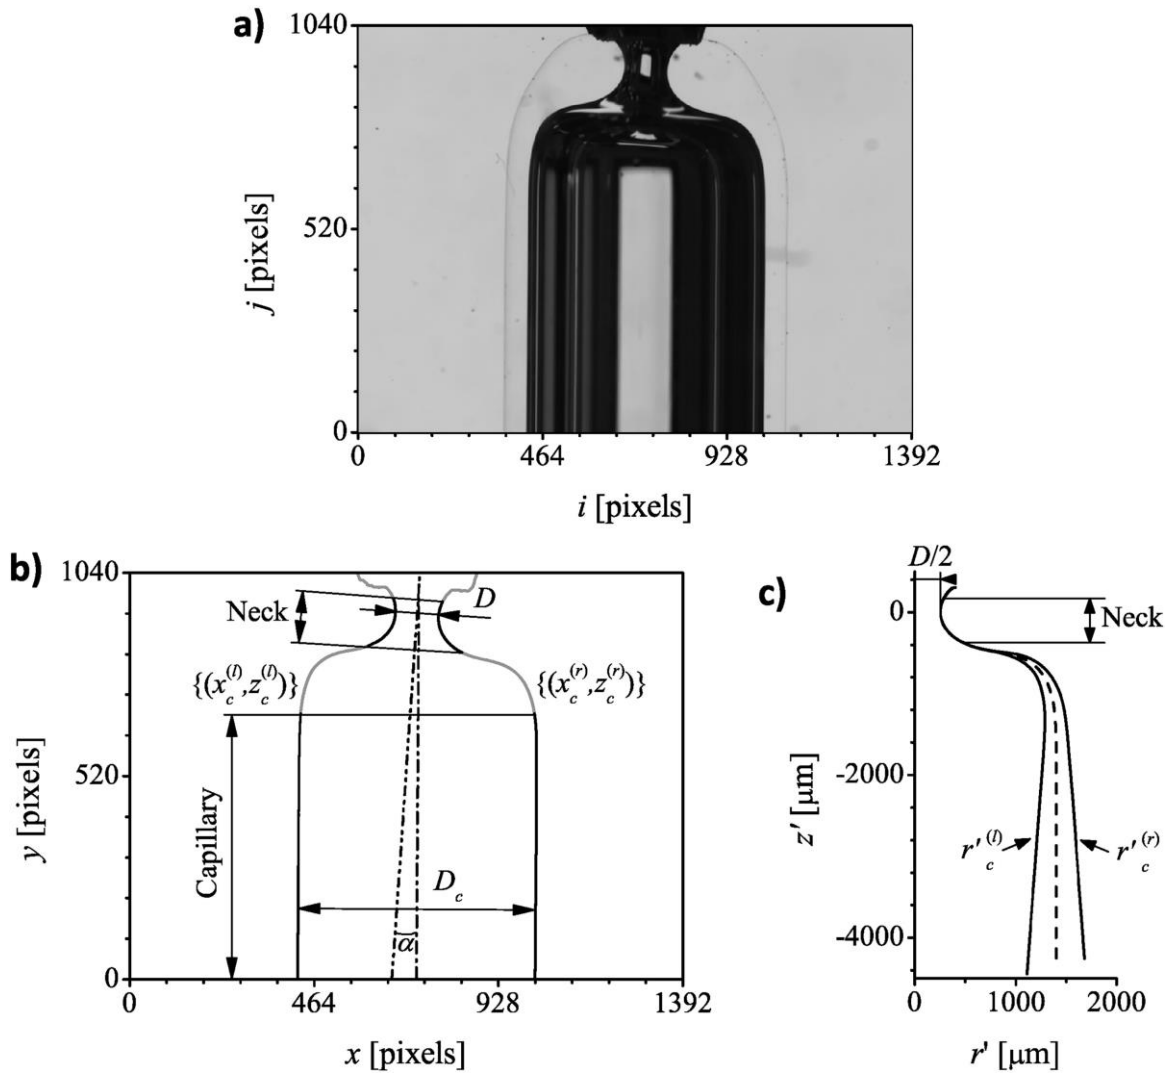 a)
1040
520
0
j [pixels]
0 464 928 1392
i [pixels]
b)
1040
520
0
y [pixels]
Neck
D
{(x_c^(l), z_c^(l))}
{(x_c^(r), z_c^(r))}
Capillary
D_c
α
0 464 928 1392
x [pixels]
c)
D/2
0
-2000
-4000
z' [μm]
Neck
r'_c^(l)
r'_c^(r)
0 1000 2000
r' [μm]